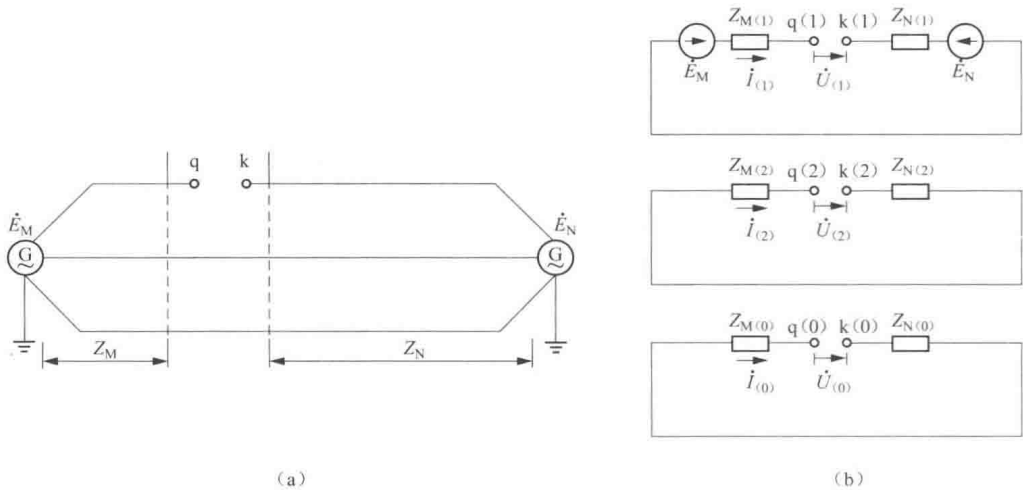 q k
Ė_M Ė_N
G G
Z_M Z_N
(a)
Z_M(1) q(1) k(1) Z_N(1)
Ė_M İ_(1) U̇_(1) Ė_N
Z_M(2) q(2) k(2) Z_N(2)
İ_(2) U̇_(2)
Z_M(0) q(0) k(0) Z_N(0)
İ_(0) U̇_(0)
(b)